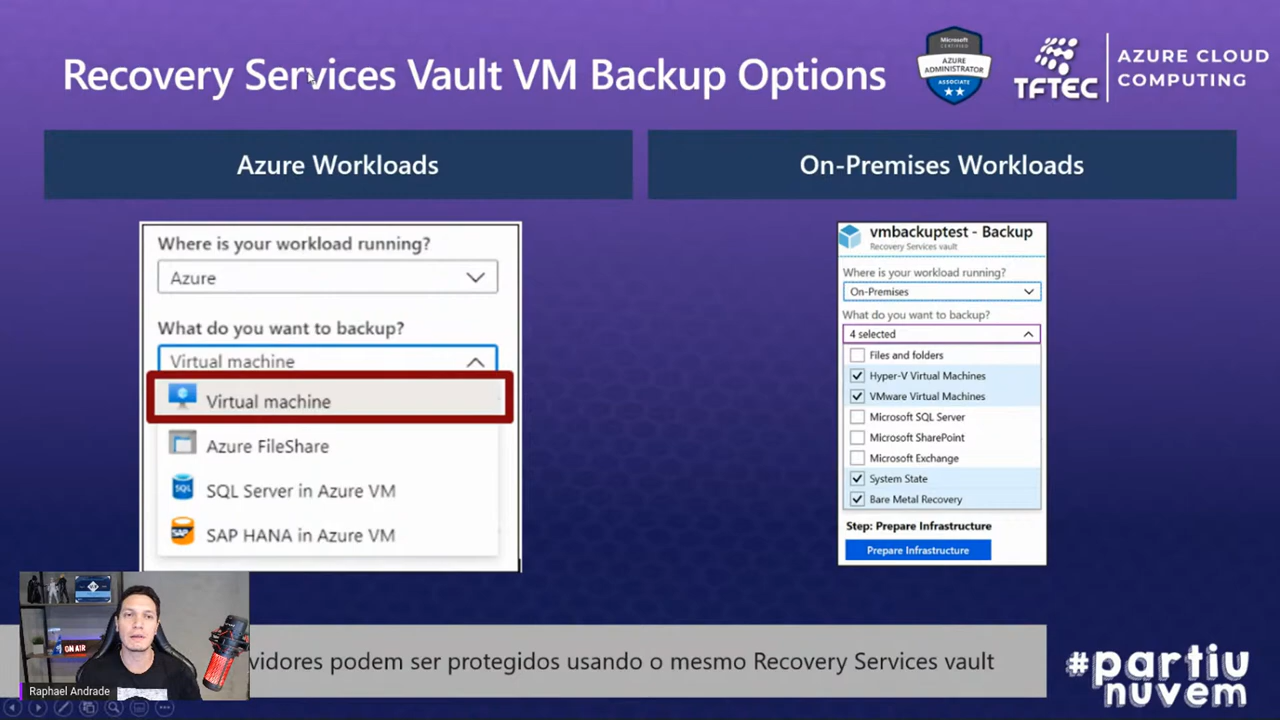 Recovery Services Vault VM Backup Options
Microsoft
CERTIFIED
AZURE
ADMINISTRATOR
ASSOCIATE
TFTEC
AZURE CLOUD
COMPUTING
Azure Workloads
On-Premises Workloads
Where is your workload running?
Azure
What do you want to backup?
Virtual machine
Virtual machine
Azure FileShare
SQL
SQL Server in Azure VM
SAP
SAP HANA in Azure VM
vmbackuptest - Backup
Recovery Services vault
Where is your workload running?
On-Premises
What do you want to backup?
4 selected
Files and folders
Hyper-V Virtual Machines
VMware Virtual Machines
Microsoft SQL Server
Microsoft SharePoint
Microsoft Exchange
System State
Bare Metal Recovery
Step: Prepare Infrastructure
Prepare Infrastructure
ON AIR
Raphael Andrade
vidores podem ser protegidos usando o mesmo Recovery Services vault
#partiu
nuvem